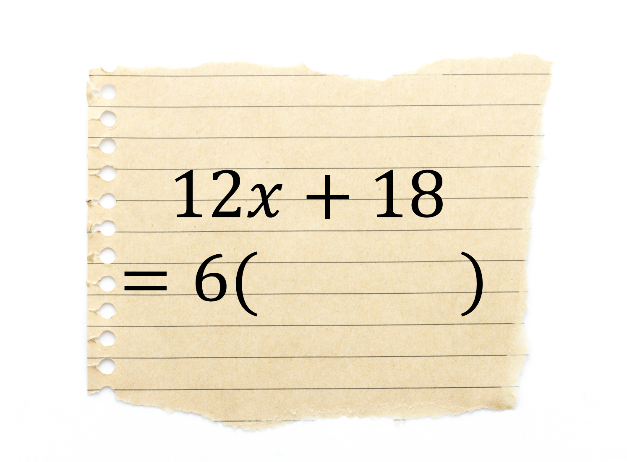 12x + 18
= 6( )